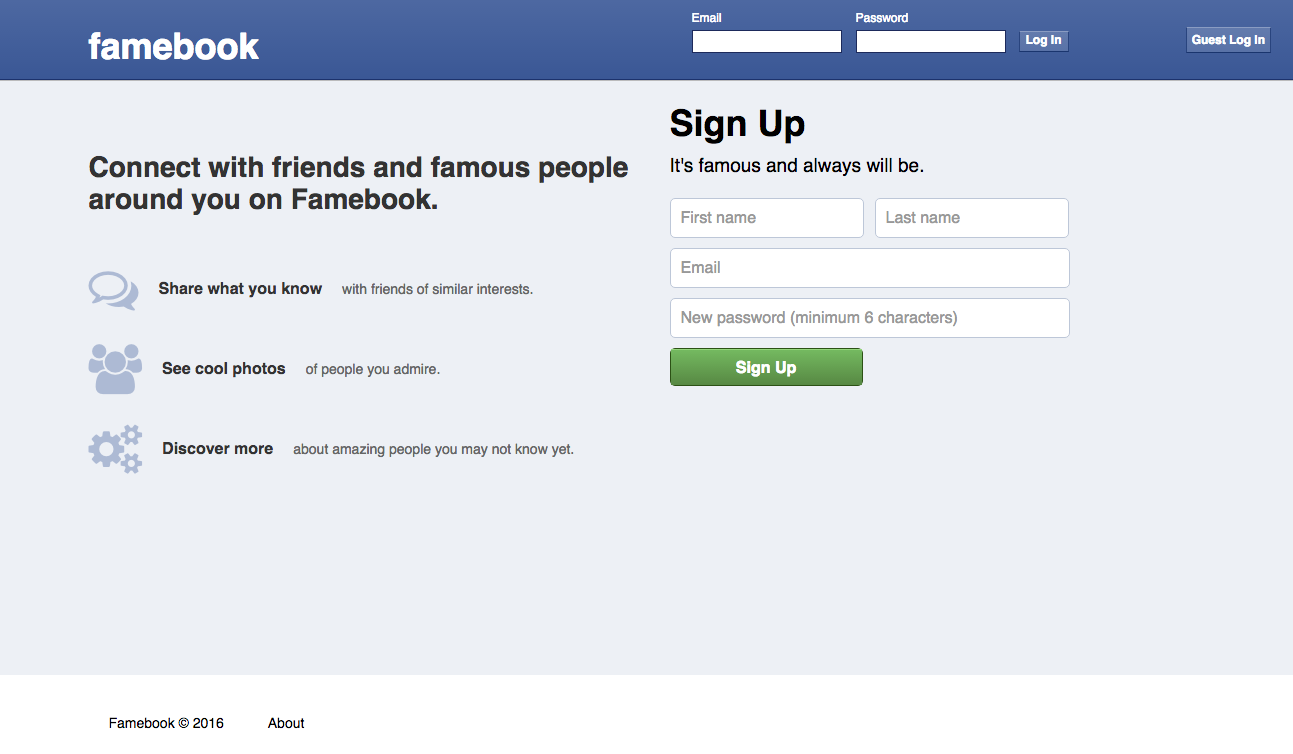 famebook
Email
Password
Log In
Guest Log In
Connect with friends and famous people
around you on Famebook.
Share what you know with friends of similar interests.
See cool photos of people you admire.
Discover more about amazing people you may not know yet.
Sign Up
It's famous and always will be.
First name
Last name
Email
New password (minimum 6 characters)
Sign Up
Famebook © 2016
About